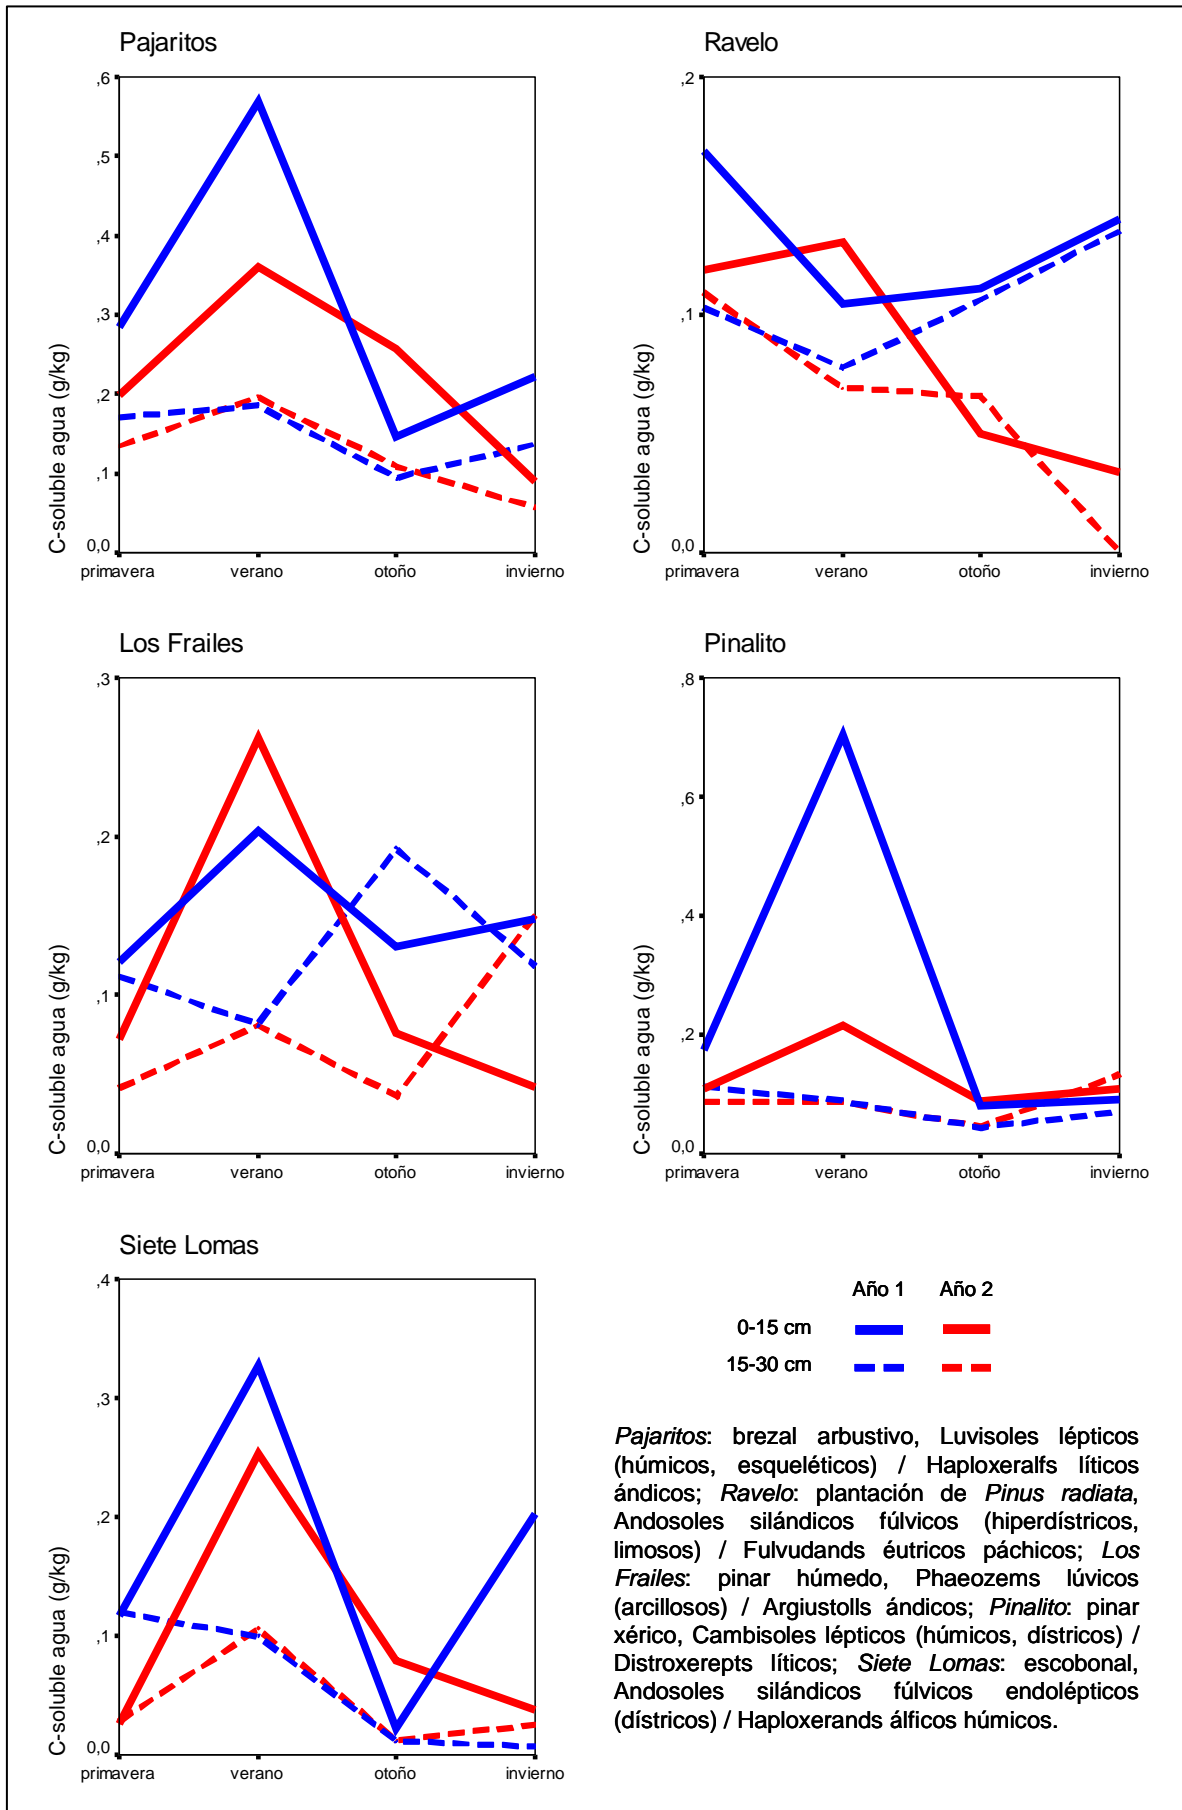 Pajaritos
,6
,5
,4
,3
,2
,1
0,0
C-soluble agua (g/kg)
primavera verano otoño invierno
Ravelo
,2
,1
0,0
C-soluble agua (g/kg)
primavera verano otoño invierno
Los Frailes
,3
,2
,1
0,0
C-soluble agua (g/kg)
primavera verano otoño invierno
Pinalito
,8
,6
,4
,2
0,0
C-soluble agua (g/kg)
primavera verano otoño invierno
Siete Lomas
,4
,3
,2
,1
0,0
C-soluble agua (g/kg)
primavera verano otoño invierno
Año 1 Año 2
0-15 cm
15-30 cm
Pajaritos: brezal arbustivo, Luvisoles lépticos
(húmicos, esqueléticos) / Haploxeralfs líticos
ándicos; Ravelo: plantación de Pinus radiata,
Andosoles silándicos fúlvicos (hiperdístricos,
limosos) / Fulvudands éutricos páchicos; Los
Frailes: pinar húmedo, Phaeozems lúvicos
(arcillosos) / Argiustolls ándicos; Pinalito: pinar
xérico, Cambisoles lépticos (húmicos, dístricos) /
Distroxerepts líticos; Siete Lomas: escobonal,
Andosoles silándicos fúlvicos endolépticos
(dístricos) / Haploxerands álficos húmicos.